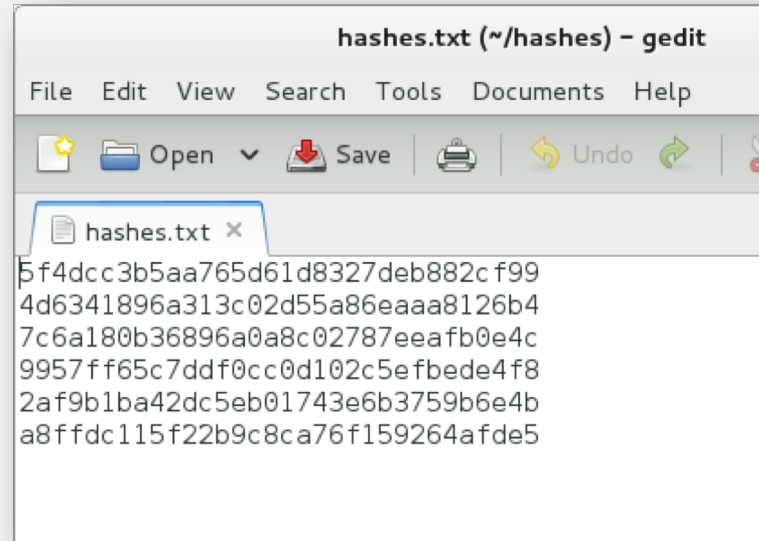 hashes.txt (~/hashes) – gedit
File Edit View Search Tools Documents Help
Open Save Undo
hashes.txt ×
5f4dcc3b5aa765d61d8327deb882cf99
4d6341896a313c02d55a86eaaa8126b4
7c6a180b36896a0a8c02787eeafb0e4c
9957ff65c7ddf0cc0d102c5efbede4f8
2af9b1ba42dc5eb01743e6b3759b6e4b
a8ffdc115f22b9c8ca76f159264afde5